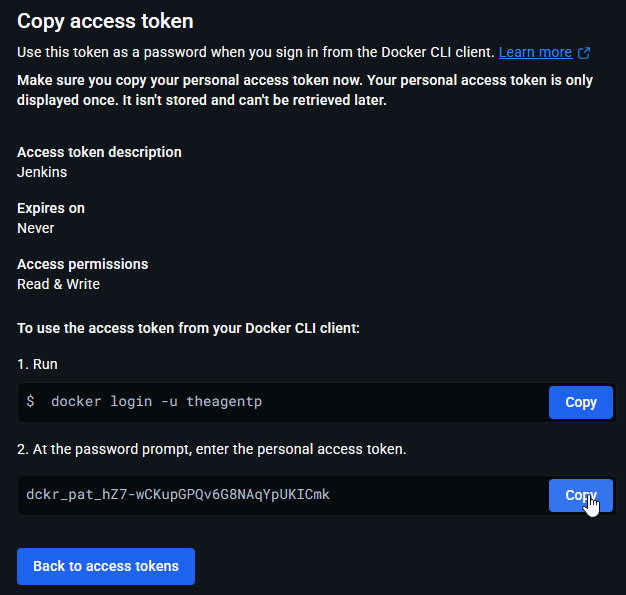 Copy access token
Use this token as a password when you sign in from the Docker CLI client. Learn more
Make sure you copy your personal access token now. Your personal access token is only
displayed once. It isn't stored and can't be retrieved later.
Access token description
Jenkins
Expires on
Never
Access permissions
Read & Write
To use the access token from your Docker CLI client:
1. Run
$ docker login -u theagentp
Copy
2. At the password prompt, enter the personal access token.
dckr_pat_hZ7-wCKupGPQv6G8NAqYpUKICmk
Copy
Back to access tokens